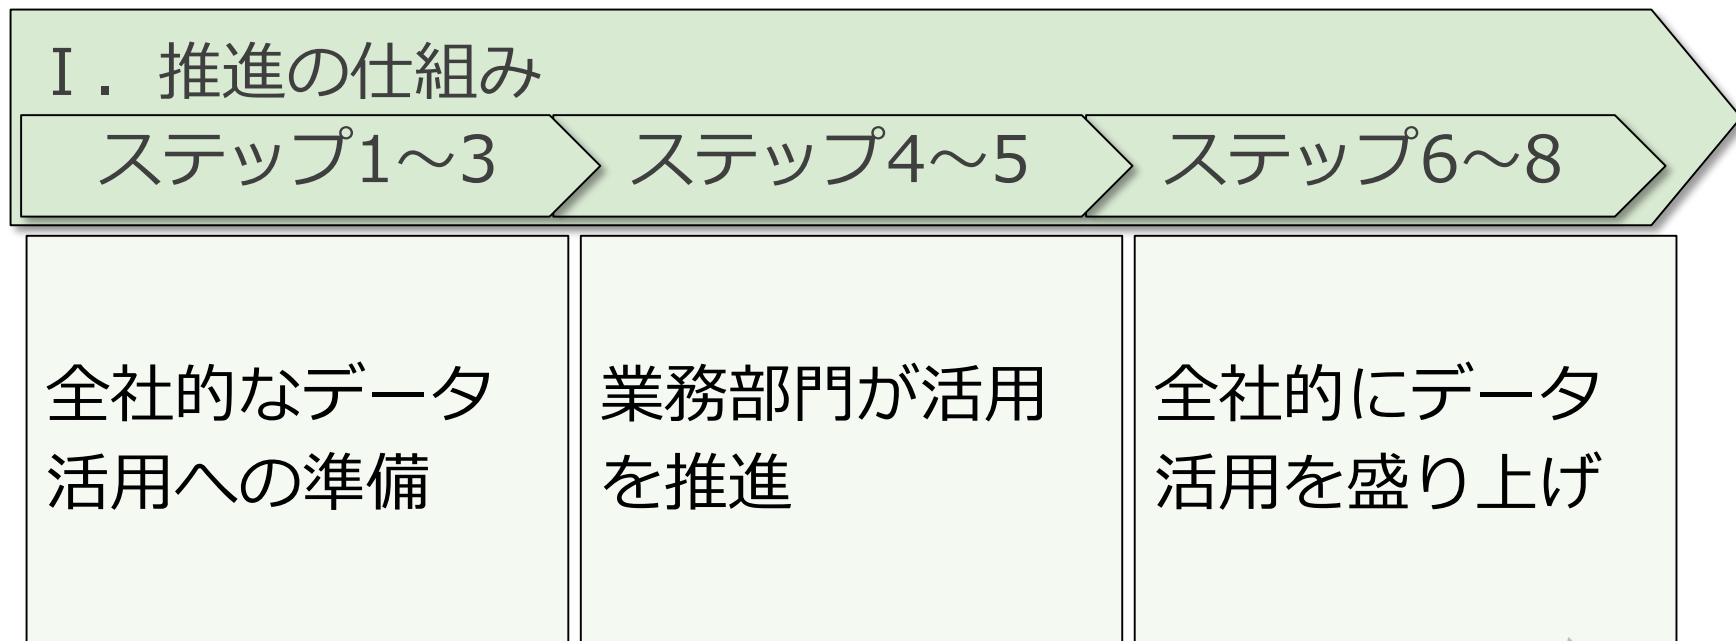 Ⅰ．推進の仕組み
ステップ1～3
ステップ4～5
ステップ6～8
全社的なデータ
活用への準備
業務部門が活用
を推進
全社的にデータ
活用を盛り上げ